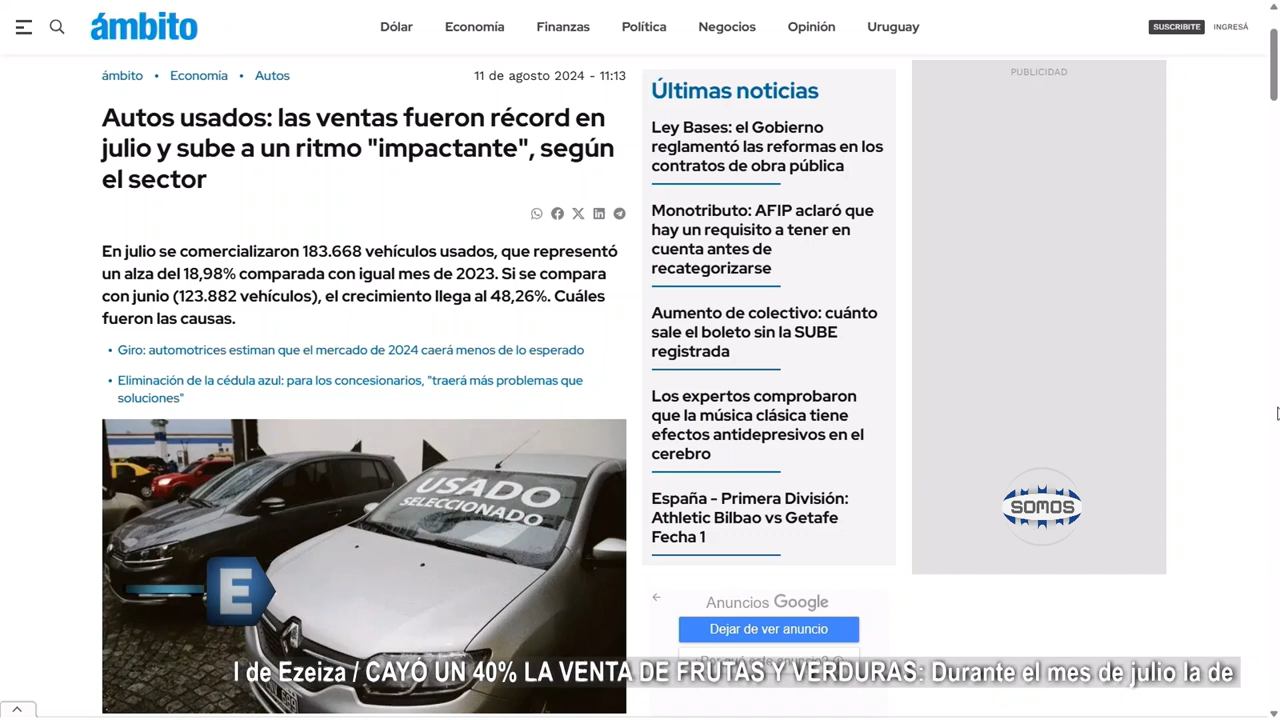 ámbito
Dólar
Economía
Finanzas
Política
Negocios
Opinión
Uruguay
SUSCRIBITE
INGRESÁ
ámbito • Economía • Autos
11 de agosto 2024 - 11:13
Autos usados: las ventas fueron récord en
julio y sube a un ritmo "impactante", según
el sector
En julio se comercializaron 183.668 vehículos usados, que representó
un alza del 18,98% comparada con igual mes de 2023. Si se compara
con junio (123.882 vehículos), el crecimiento llega al 48,26%. Cuáles
fueron las causas.
• Giro: automotrices estiman que el mercado de 2024 caerá menos de lo esperado
• Eliminación de la cédula azul: para los concesionarios, "traerá más problemas que
soluciones"
USADO
SELECCIONADO
E
Últimas noticias
Ley Bases: el Gobierno
reglamentó las reformas en los
contratos de obra pública
Monotributo: AFIP aclaró que
hay un requisito a tener en
cuenta antes de
recategorizarse
Aumento de colectivo: cuánto
sale el boleto sin la SUBE
registrada
Los expertos comprobaron
que la música clásica tiene
efectos antidepresivos en el
cerebro
España - Primera División:
Athletic Bilbao vs Getafe
Fecha 1
Anuncios Google
Dejar de ver anuncio
PUBLICIDAD
SOMOS
l de Ezeiza / CAYÓ UN 40% LA VENTA DE FRUTAS Y VERDURAS: Durante el mes de julio la de